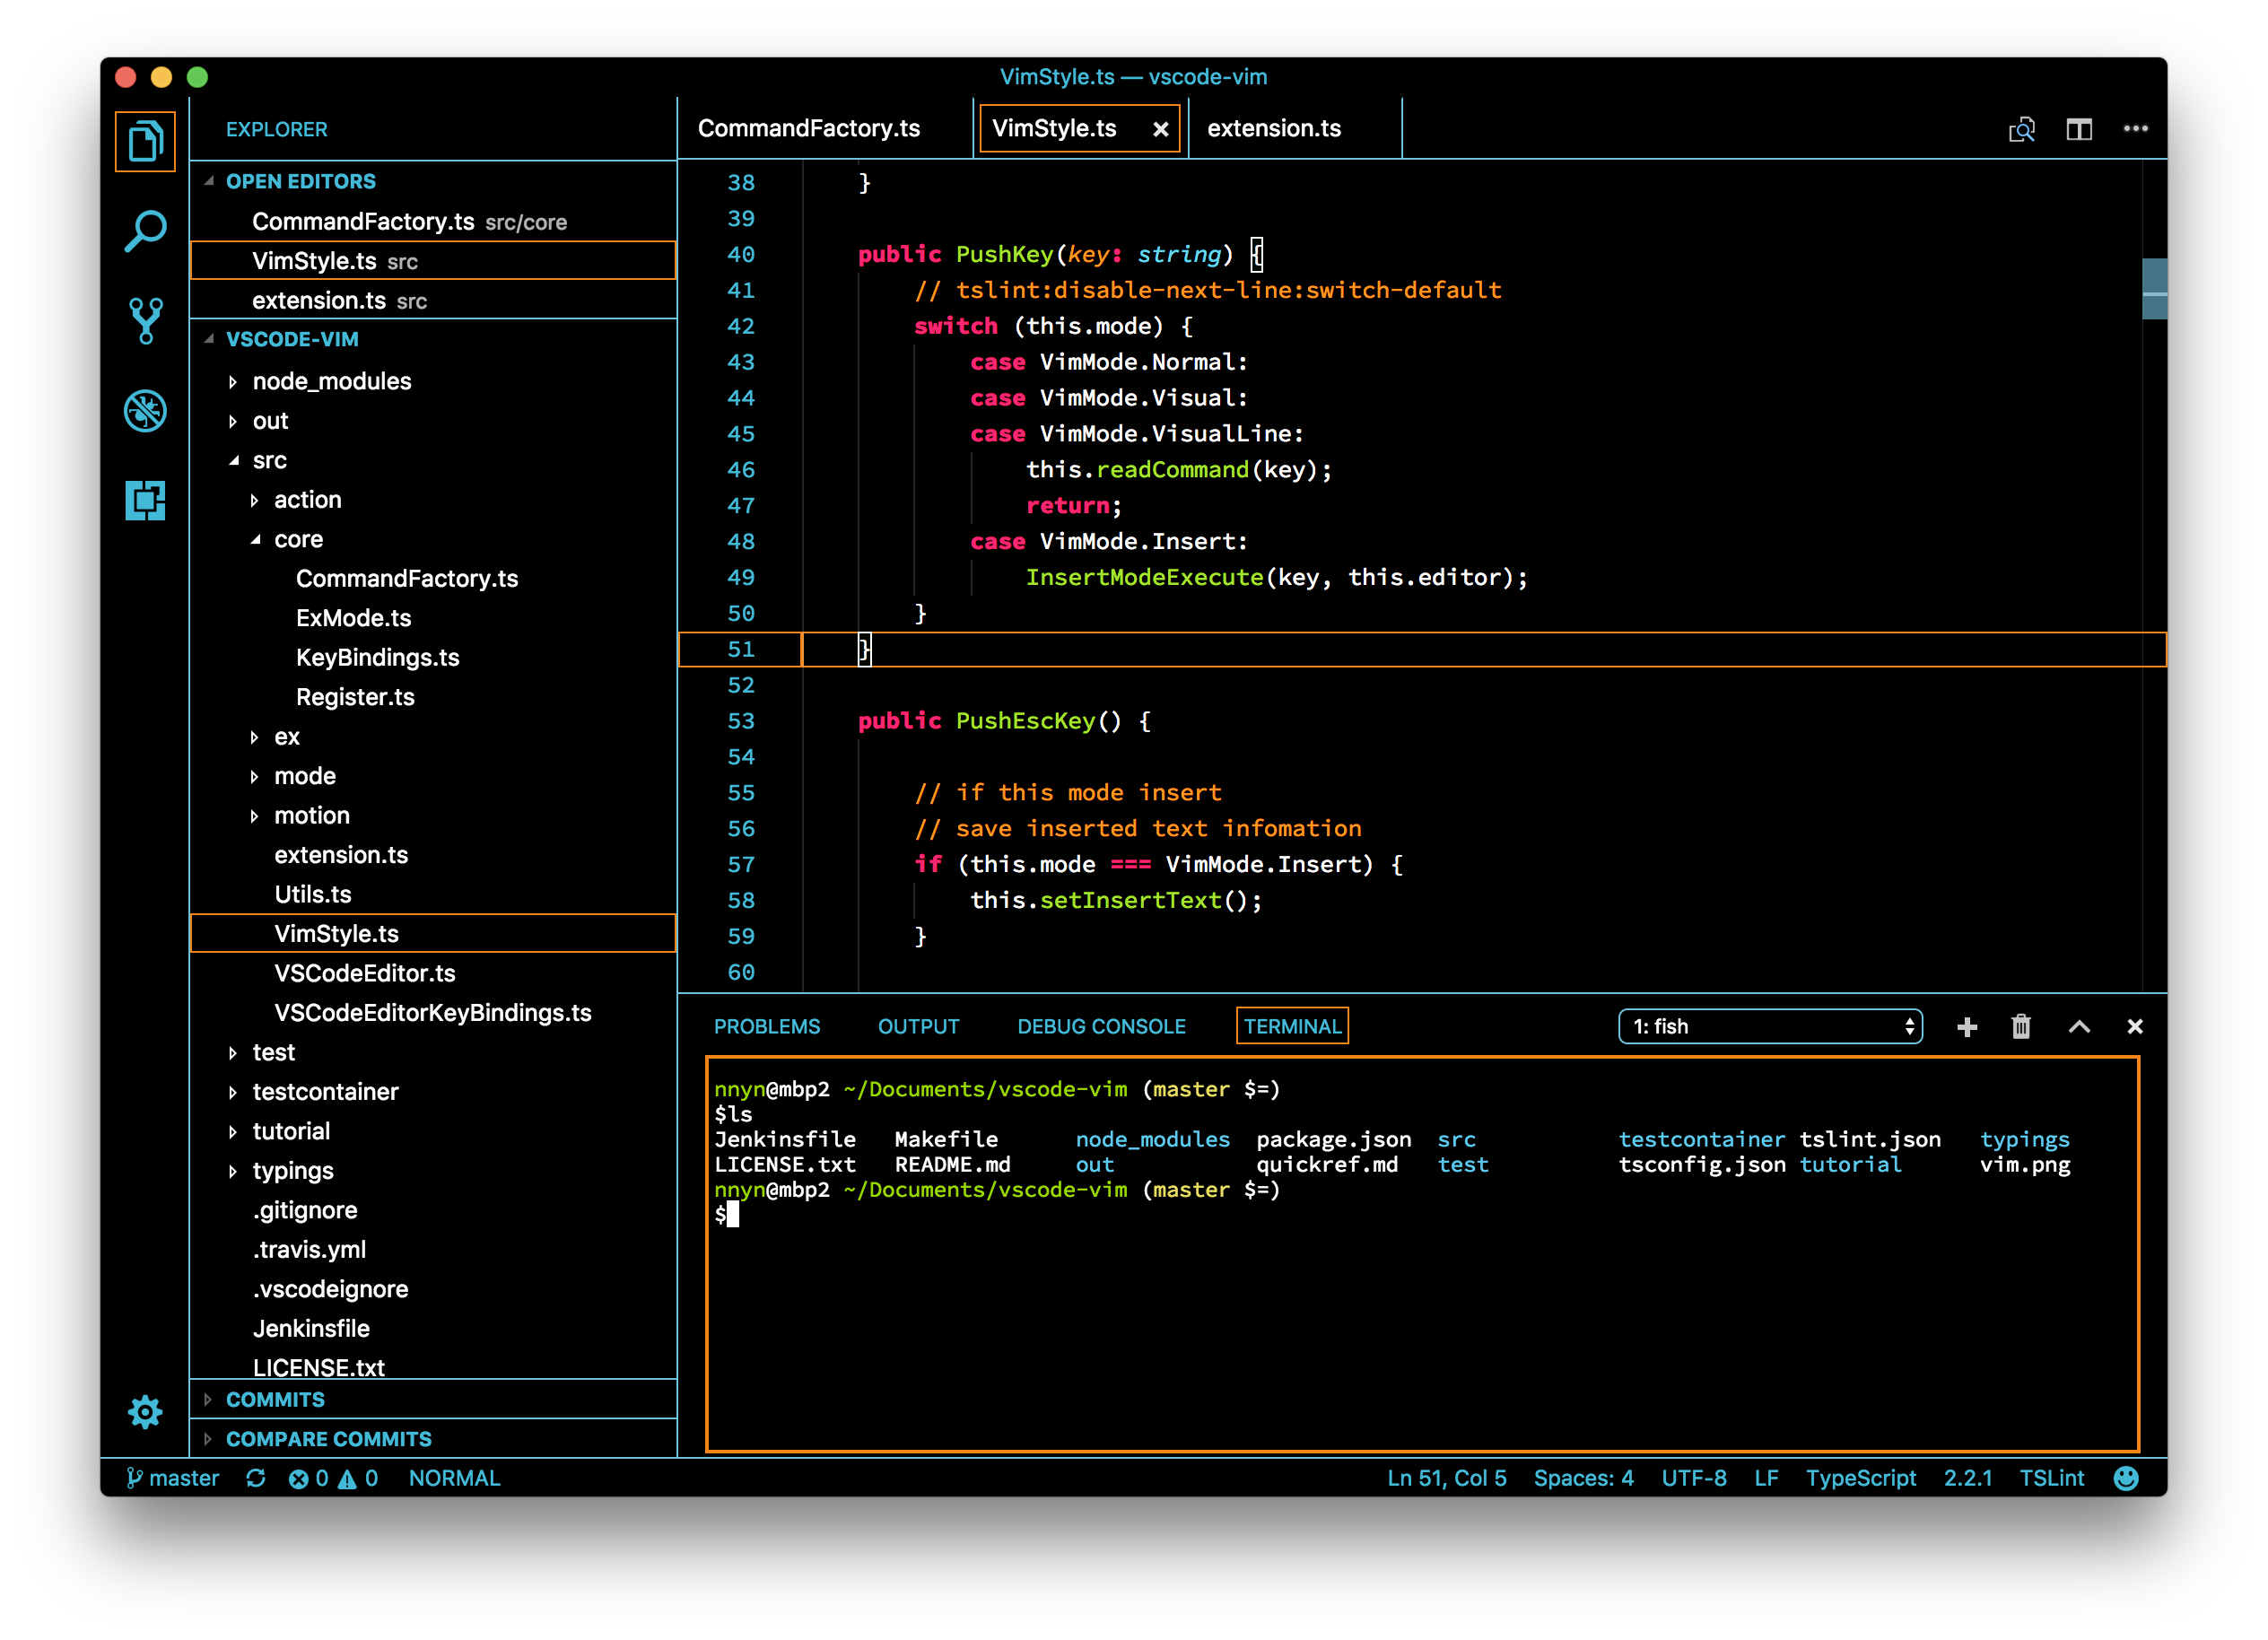 VimStyle.ts — vscode-vim
EXPLORER
OPEN EDITORS
CommandFactory.ts src/core
VimStyle.ts src
extension.ts src
VSCODE-VIM
node_modules
out
src
action
core
CommandFactory.ts
ExMode.ts
KeyBindings.ts
Register.ts
ex
mode
motion
extension.ts
Utils.ts
VimStyle.ts
VSCodeEditor.ts
VSCodeEditorKeyBindings.ts
test
testcontainer
tutorial
typings
.gitignore
.travis.yml
.vscodeignore
Jenkinsfile
LICENSE.txt
COMMITS
COMPARE COMMITS
CommandFactory.ts VimStyle.ts × extension.ts
38 }
39
40 public PushKey(key: string) {
41 // tslint:disable-next-line:switch-default
42 switch (this.mode) {
43 case VimMode.Normal:
44 case VimMode.Visual:
45 case VimMode.VisualLine:
46 this.readCommand(key);
47 return;
48 case VimMode.Insert:
49 InsertModeExecute(key, this.editor);
50 }
51 }
52
53 public PushEscKey() {
54
55 // if this mode insert
56 // save inserted text infomation
57 if (this.mode === VimMode.Insert) {
58 this.setInsertText();
59 }
60
PROBLEMS OUTPUT DEBUG CONSOLE TERMINAL 1: fish
nnyn@mbp2 ~/Documents/vscode-vim (master $=)
$ls
Jenkinsfile Makefile node_modules package.json src testcontainer tslint.json typings
LICENSE.txt README.md out quickref.md test tsconfig.json tutorial vim.png
nnyn@mbp2 ~/Documents/vscode-vim (master $=)
$
master 0 0 NORMAL Ln 51, Col 5 Spaces: 4 UTF-8 LF TypeScript 2.2.1 TSLint